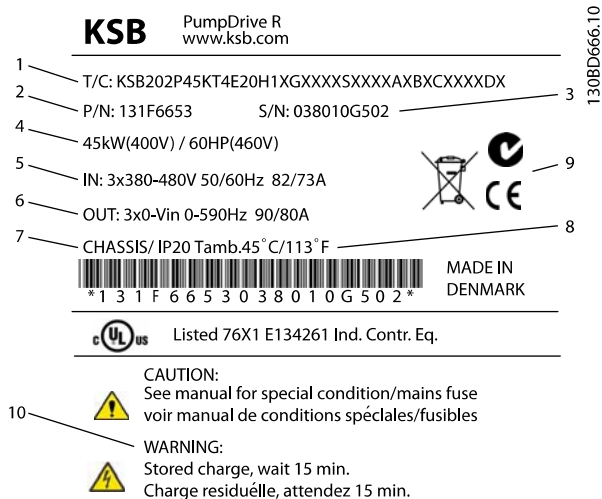 KSB PumpDrive R
www.ksb.com
130BD666.10
1 T/C: KSB202P45KT4E20H1XGXXXXSXXXXAXBXCXXXXDX
2 P/N: 131F6653 S/N: 038010G502 3
4 45kW(400V) / 60HP(460V)
5 IN: 3x380-480V 50/60Hz 82/73A
9
CE
6 OUT: 3x0-Vin 0-590Hz 90/80A
7 CHASSIS/ IP20 Tamb.45°C/113°F 8
*131F6653038010G502*
MADE IN
DENMARK
c UL us Listed 76X1 E134261 Ind. Contr. Eq.
CAUTION:
See manual for special condition/mains fuse
voir manual de conditions spéclales/fusibles
10 WARNING:
Stored charge, wait 15 min.
Charge residuélle, attendez 15 min.